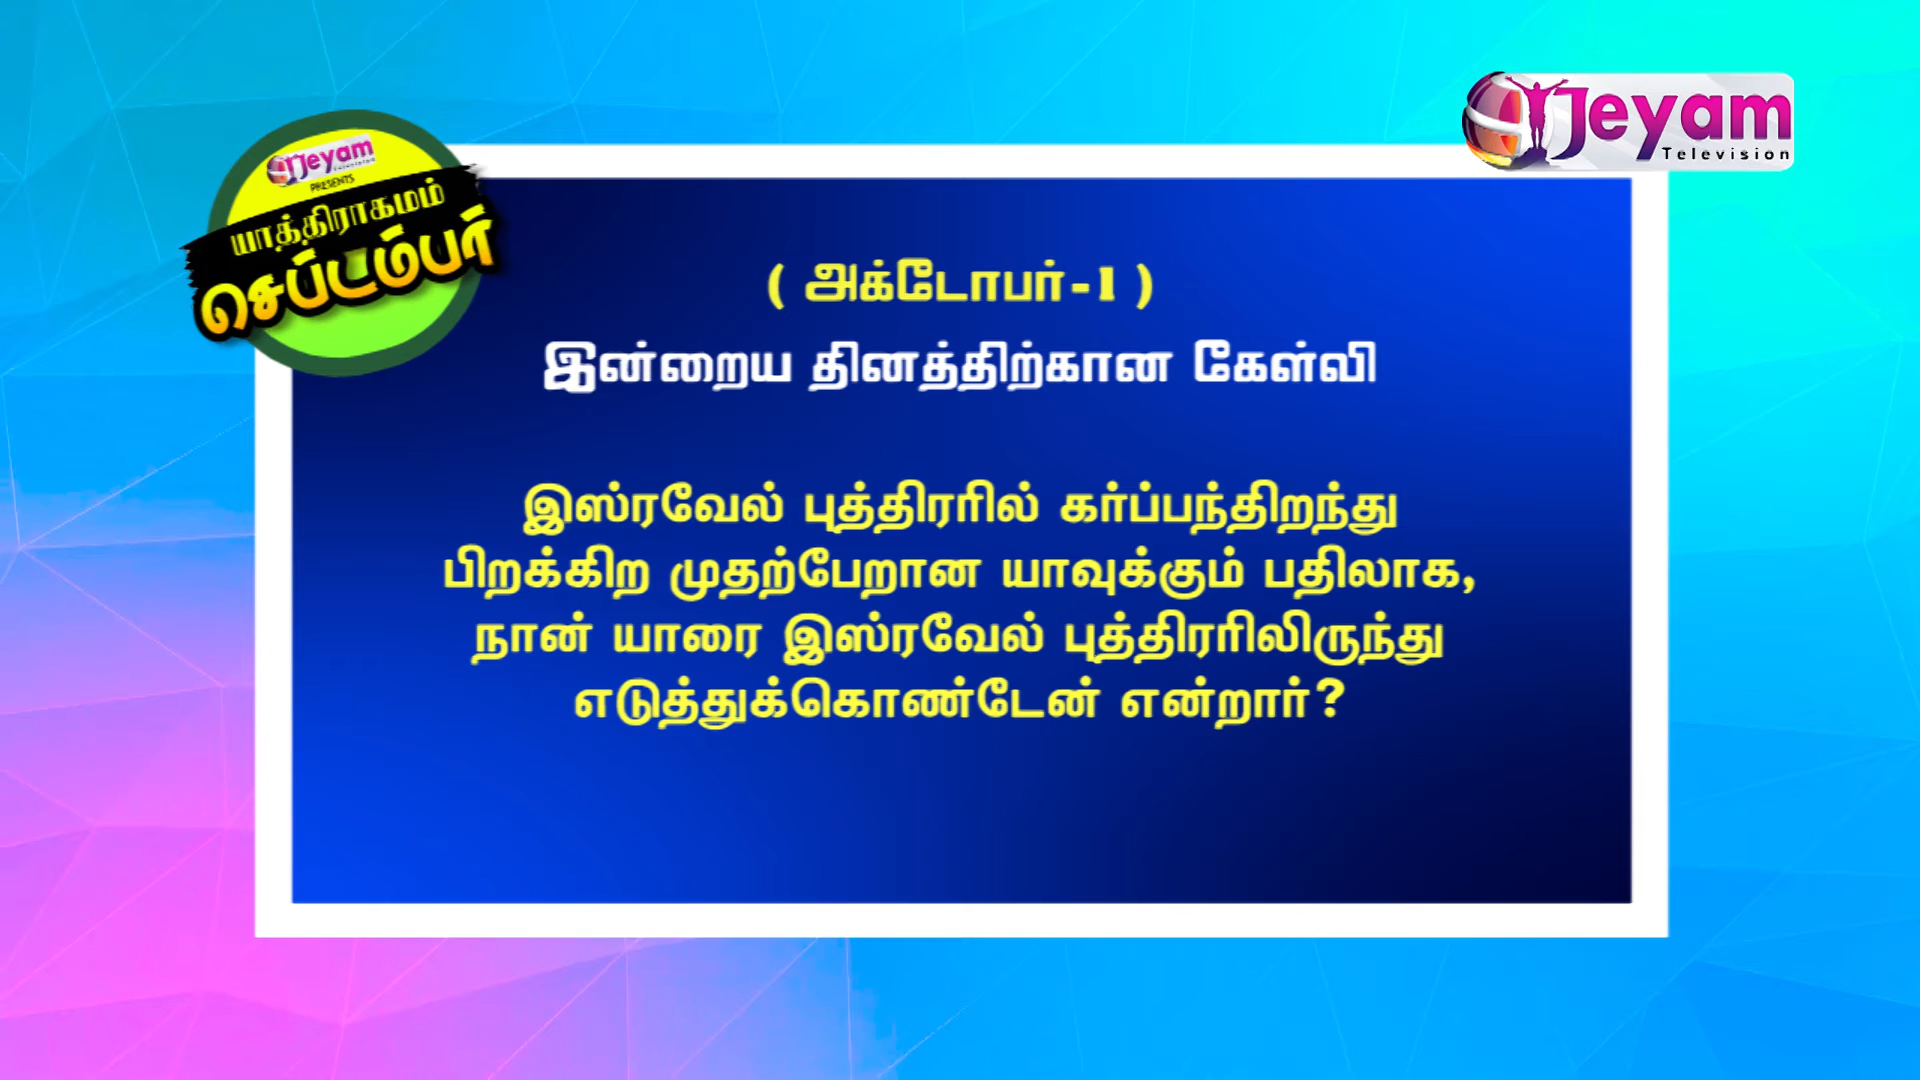 Jeyam
Television
Jeyam
Television
PRESENTS
யாத்திராகமம்
செப்டம்பர்
( அக்டோபர்-1 )
இன்றைய தினத்திற்கான கேள்வி
இஸ்ரவேல் புத்திரரில் கர்ப்பந்திறந்து
பிறக்கிற முதற்பேறான யாவுக்கும் பதிலாக,
நான் யாரை இஸ்ரவேல் புத்திரரிலிருந்து
எடுத்துக்கொண்டேன் என்றார்?